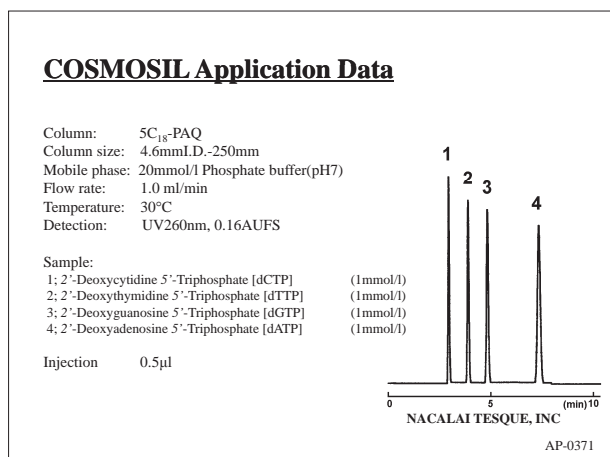 COSMOSIL Application Data
Column: 5C18-PAQ
Column size: 4.6mmI.D.-250mm
Mobile phase: 20mmol/l Phosphate buffer(pH7)
Flow rate: 1.0 ml/min
Temperature: 30°C
Detection: UV260nm, 0.16AUFS
Sample:
1; 2’-Deoxycytidine 5’-Triphosphate [dCTP] (1mmol/l)
2; 2’-Deoxythymidine 5’-Triphosphate [dTTP] (1mmol/l)
3; 2’-Deoxyguanosine 5’-Triphosphate [dGTP] (1mmol/l)
4; 2’-Deoxyadenosine 5’-Triphosphate [dATP] (1mmol/l)
Injection 0.5µl
1
2
3
4
0 5 (min) 10
NACALAI TESQUE, INC
AP-0371